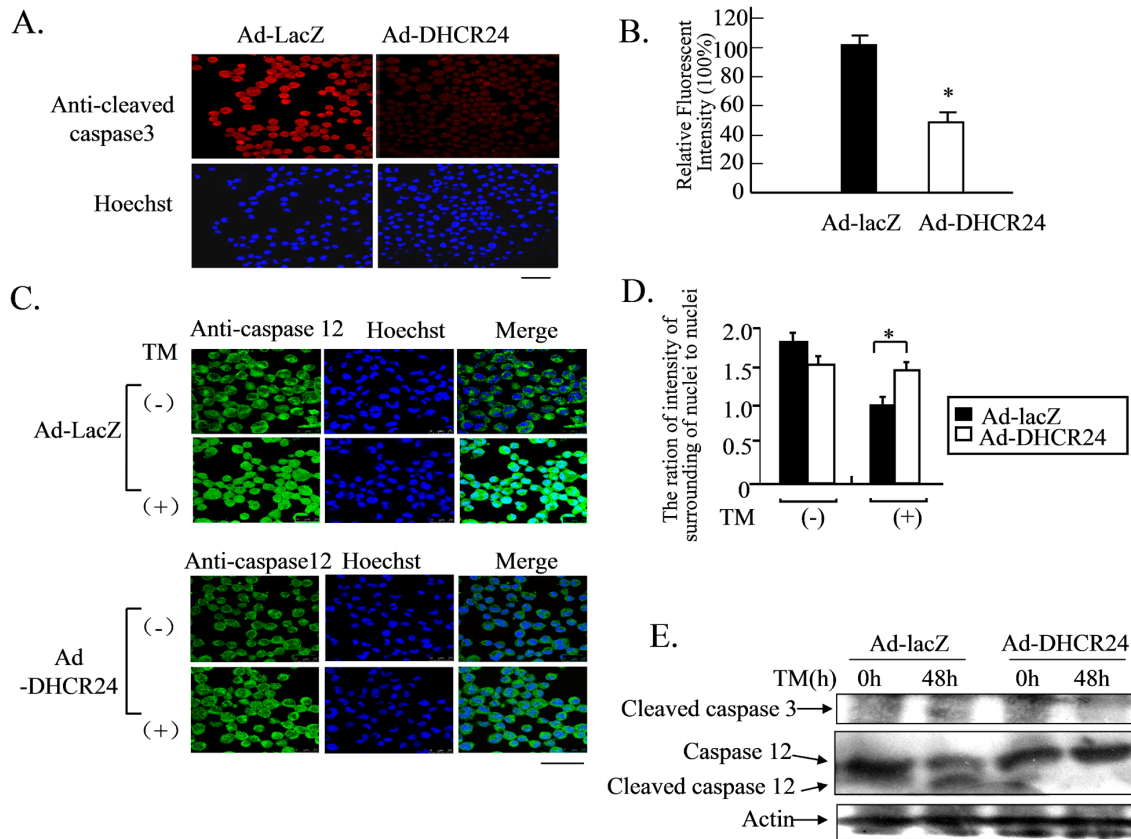 A.
Ad-LacZ Ad-DHCR24
Anti-cleaved
caspase3
Hoechst
B.
Relative Fluorescent
Intensity (100%)
120
100
80
60
40
120
0
*
Ad-lacZ Ad-DHCR24
C.
Anti-caspase 12 Hoechst Merge
TM
(-)
Ad-LacZ
(+)
Anti-caspase12 Hoechst Merge
(-)
Ad
-DHCR24
(+)
D.
The ration of intensity of
surrounding of nuclei to nuclei
2.0
1.5
1.0
0.5
0
*
TM (-) (+)
Ad-lacZ
Ad-DHCR24
E.
Ad-lacZ Ad-DHCR24
TM(h) 0h 48h 0h 48h
Cleaved caspase 3
Caspase 12
Cleaved caspase 12
Actin